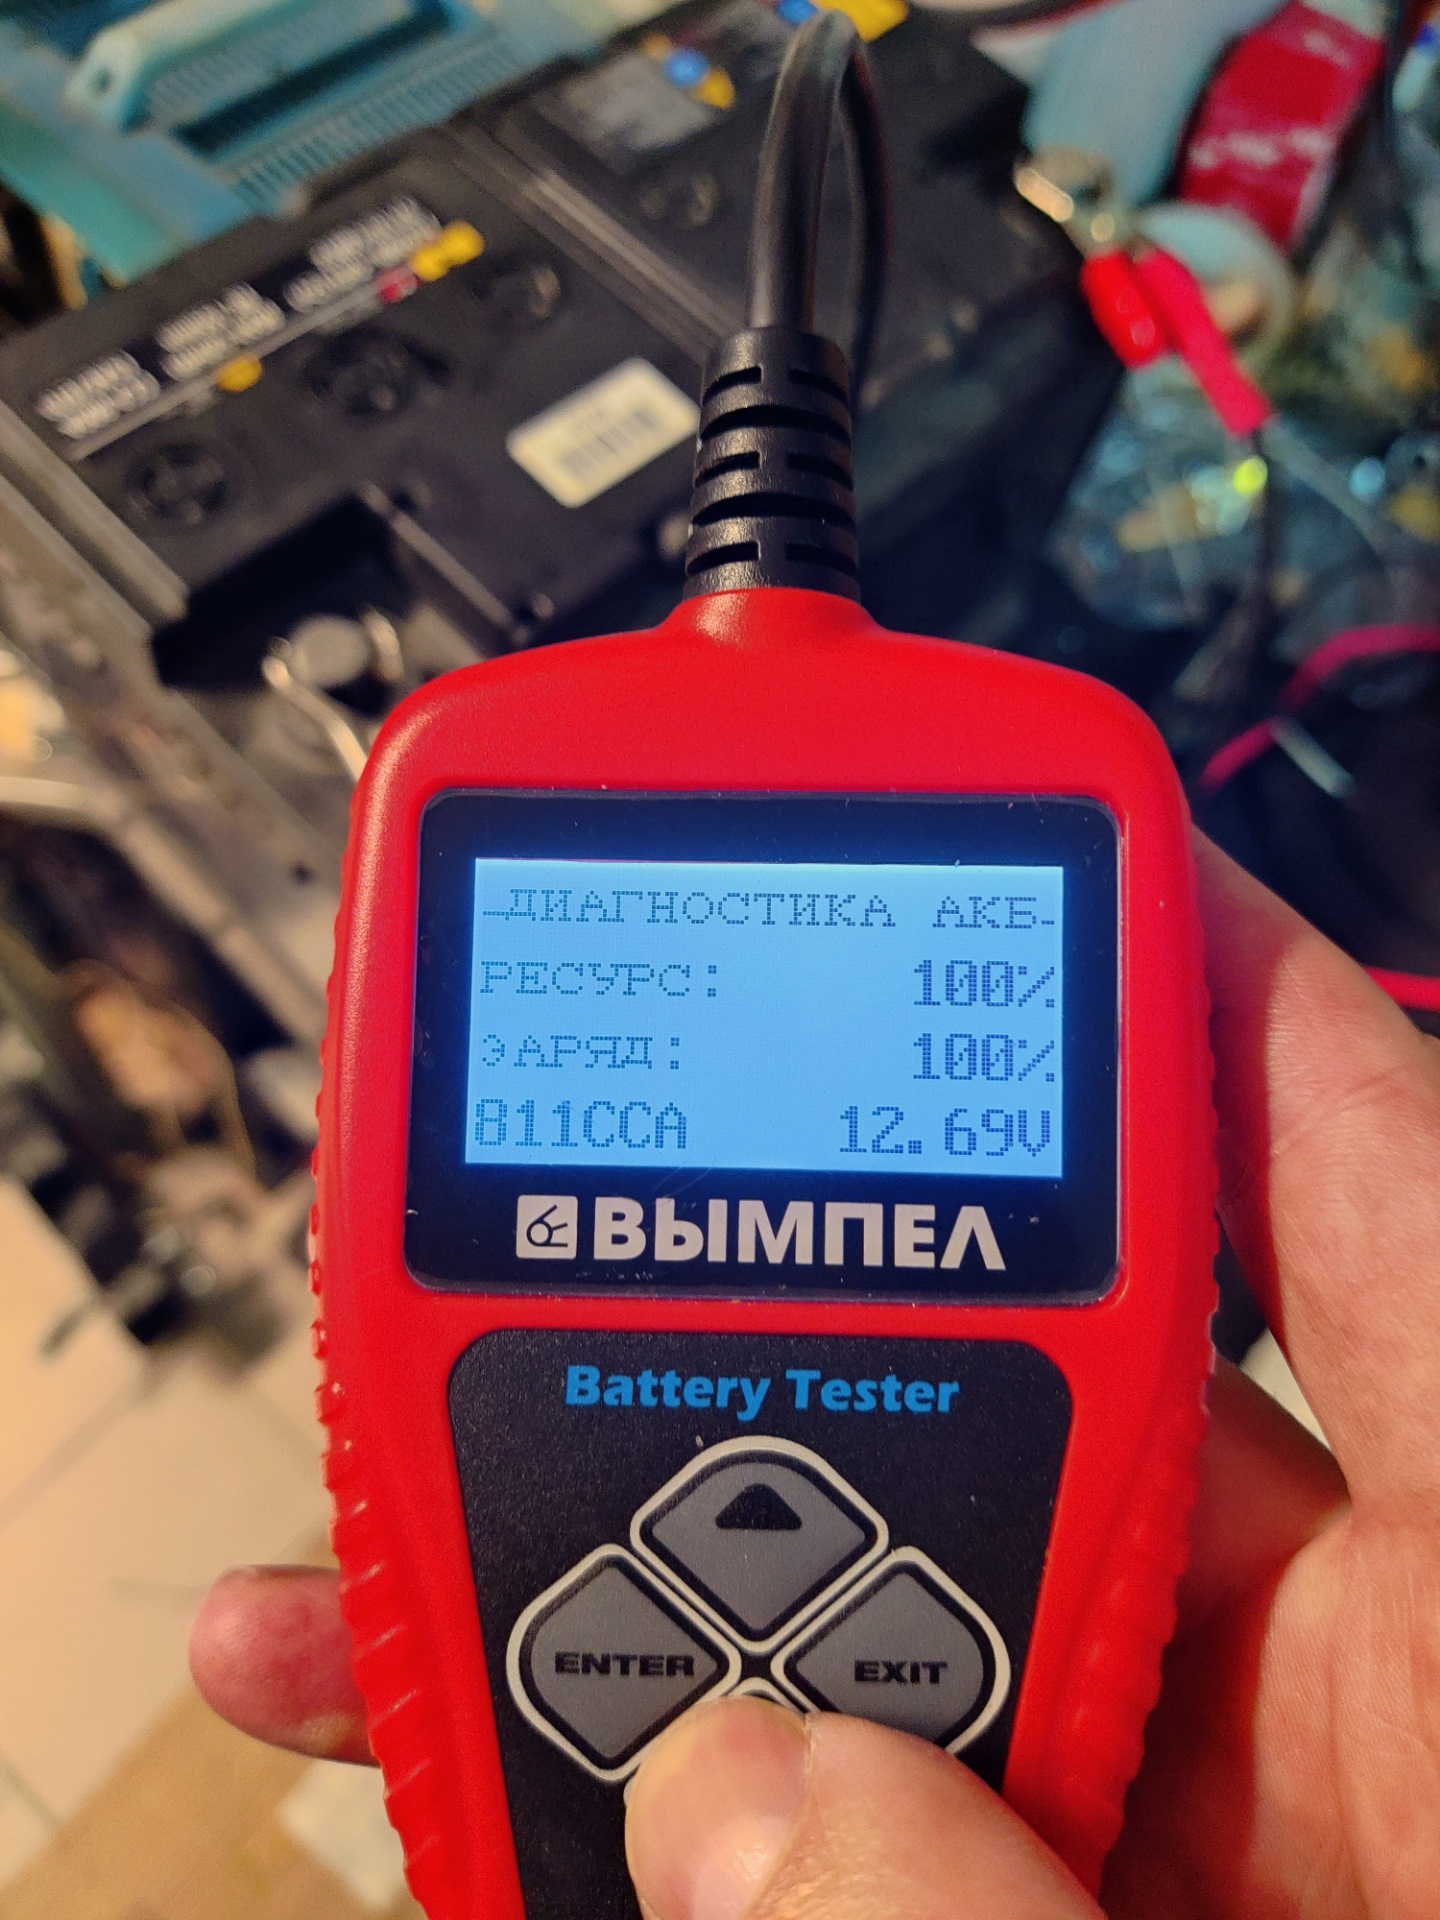 ДИАГНОСТИКА АКБ
РЕСУРС: 100%
ЗАРЯД: 100%
811CCA 12.69V
ВЫМПЕЛ
Battery Tester
ENTER
EXIT